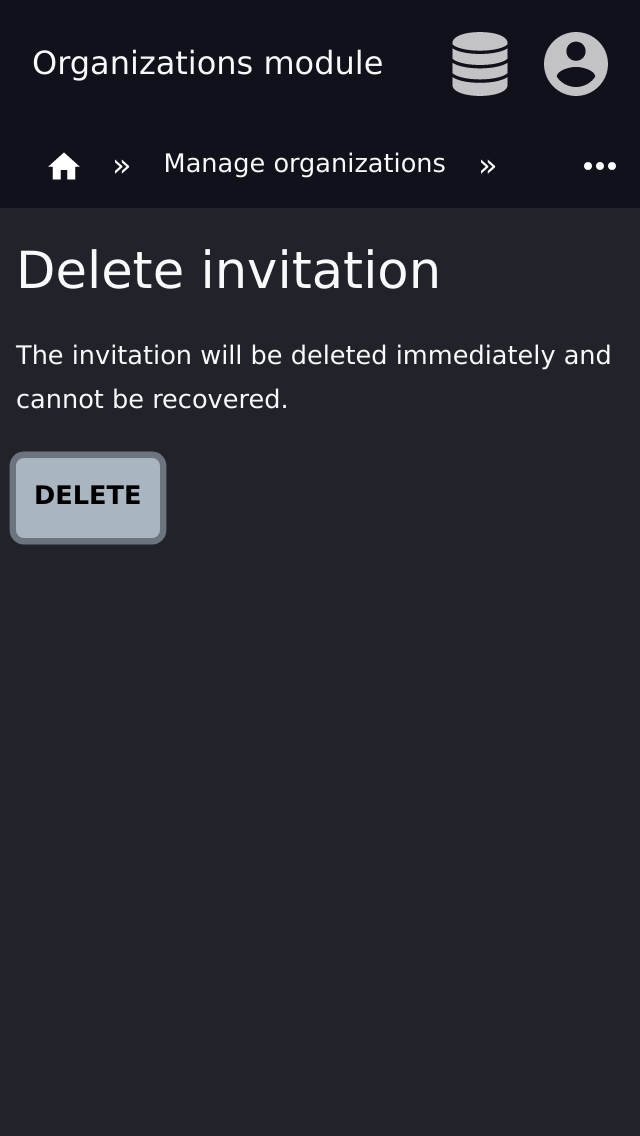 Organizations module
» Manage organizations »
Delete invitation
The invitation will be deleted immediately and
cannot be recovered.
DELETE